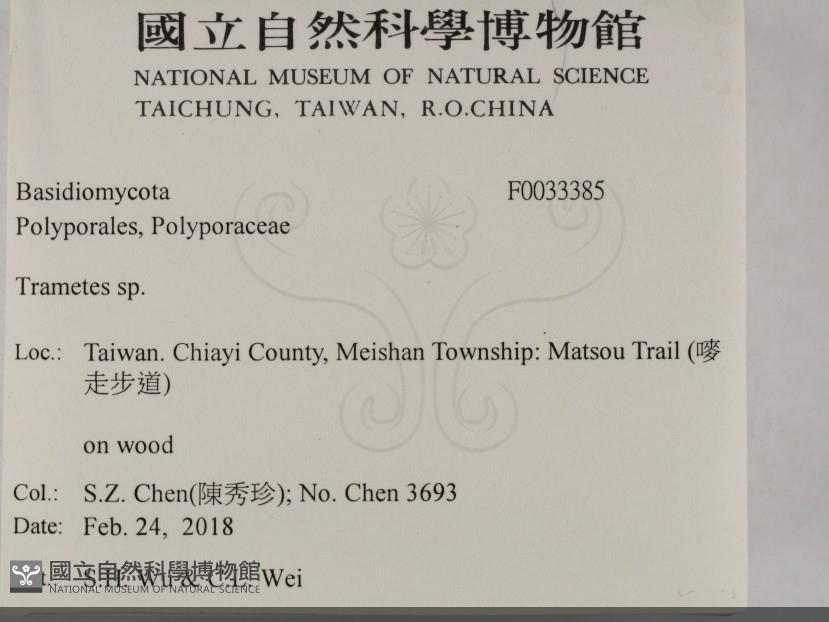 國立自然科學博物館
NATIONAL MUSEUM OF NATURAL SCIENCE
TAICHUNG, TAIWAN, R.O.CHINA
Basidiomycota F0033385
Polyporales, Polyporaceae
Trametes sp.
Loc.: Taiwan. Chiayi County, Meishan Township: Matsou Trail (嘜
走步道)
on wood
Col.: S.Z. Chen(陳秀珍); No. Chen 3693
Date: Feb. 24, 2018
S.H. Wu & C.L. Wei
國立自然科學博物館
NATIONAL MUSEUM OF NATURAL SCIENCE